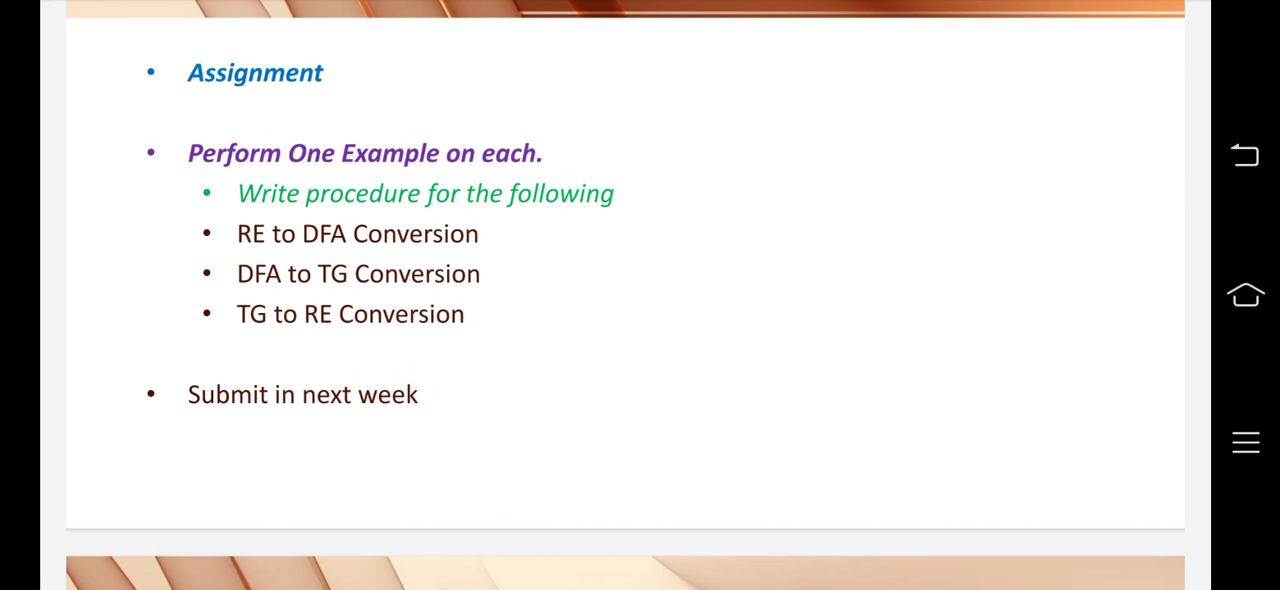 • Assignment
• Perform One Example on each.
• Write procedure for the following
• RE to DFA Conversion
• DFA to TG Conversion
• TG to RE Conversion
• Submit in next week